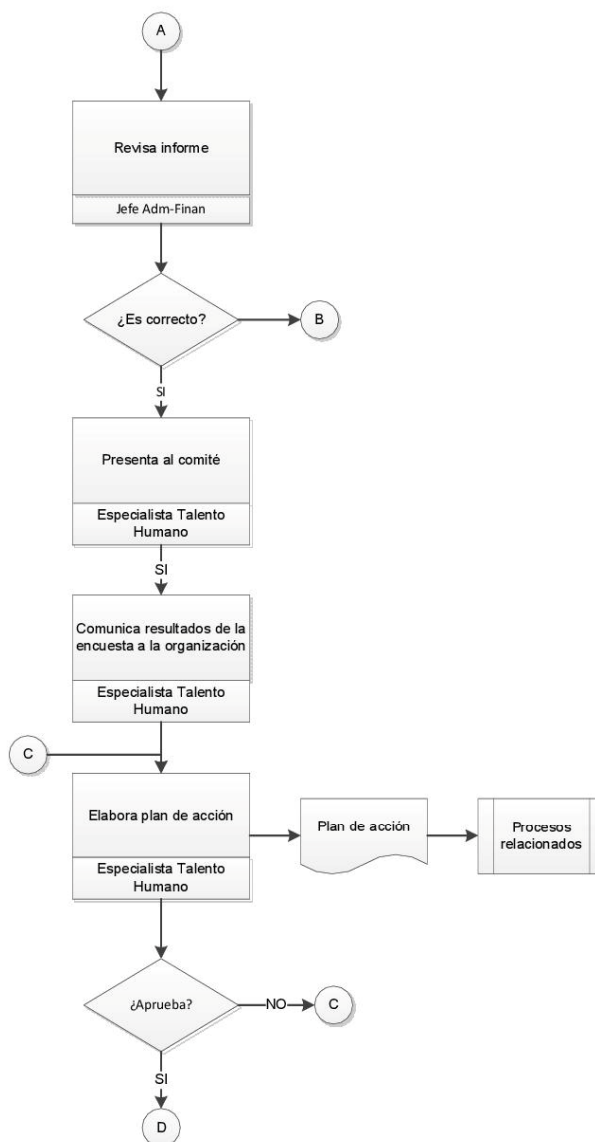 A
Revisa informe
Jefe Adm-Finan
¿Es correcto?
B
SI
Presenta al comité
Especialista Talento
Humano
SI
Comunica resultados de la
encuesta a la organización
Especialista Talento
Humano
C
Elabora plan de acción
Plan de acción
Procesos
relacionados
Especialista Talento
Humano
¿Aprueba?
NO
C
SI
D